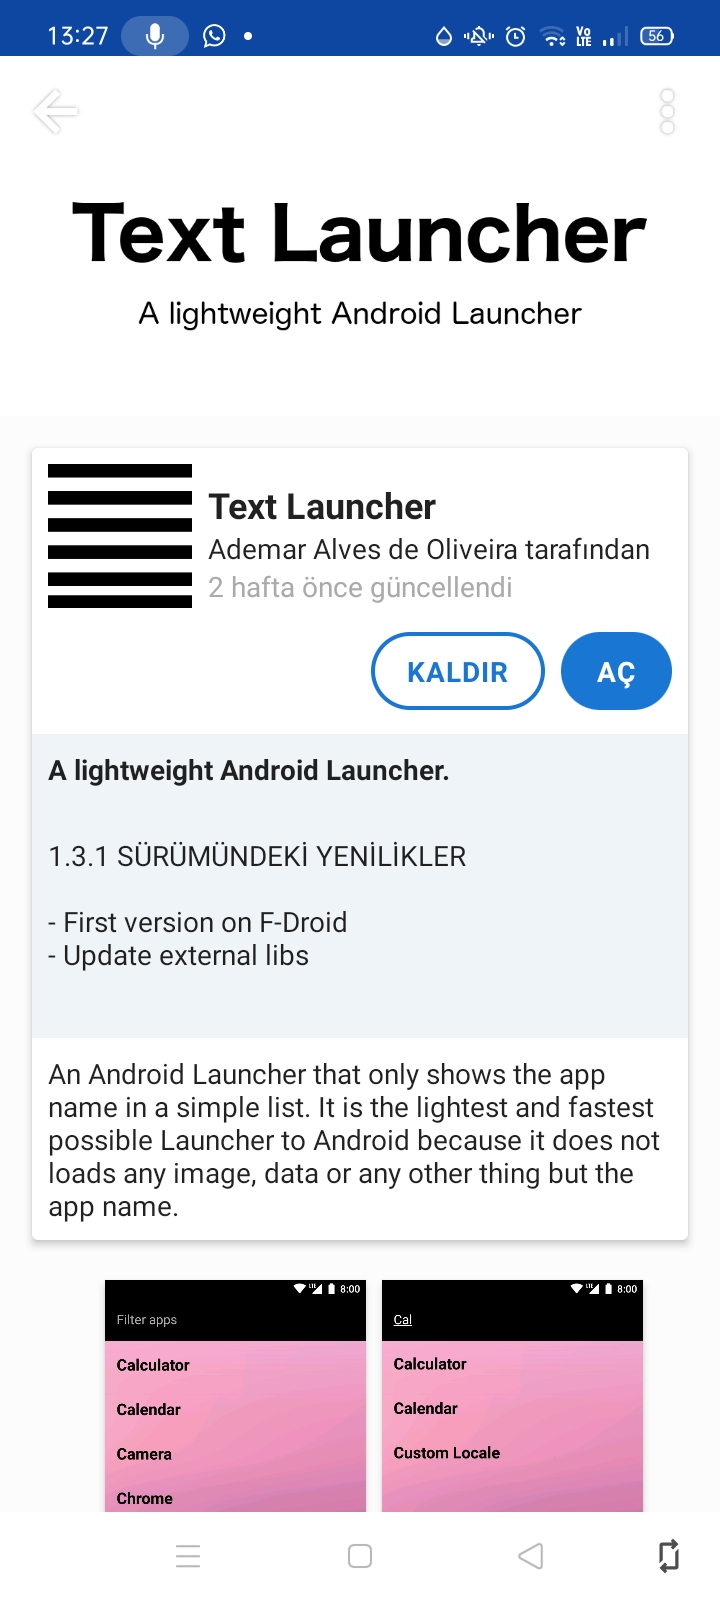 13:27
Vo LTE
56
Text Launcher
A lightweight Android Launcher
Text Launcher
Ademar Alves de Oliveira tarafından
2 hafta önce güncellendi
KALDIR
AÇ
A lightweight Android Launcher.
1.3.1 SÜRÜMÜNDEKİ YENİLİKLER
- First version on F-Droid
- Update external libs
An Android Launcher that only shows the app
name in a simple list. It is the lightest and fastest
possible Launcher to Android because it does not
loads any image, data or any other thing but the
app name.
LTE 8:00
Filter apps
Calculator
Calendar
Camera
Chrome
LTE 8:00
Cal
Calculator
Calendar
Custom Locale